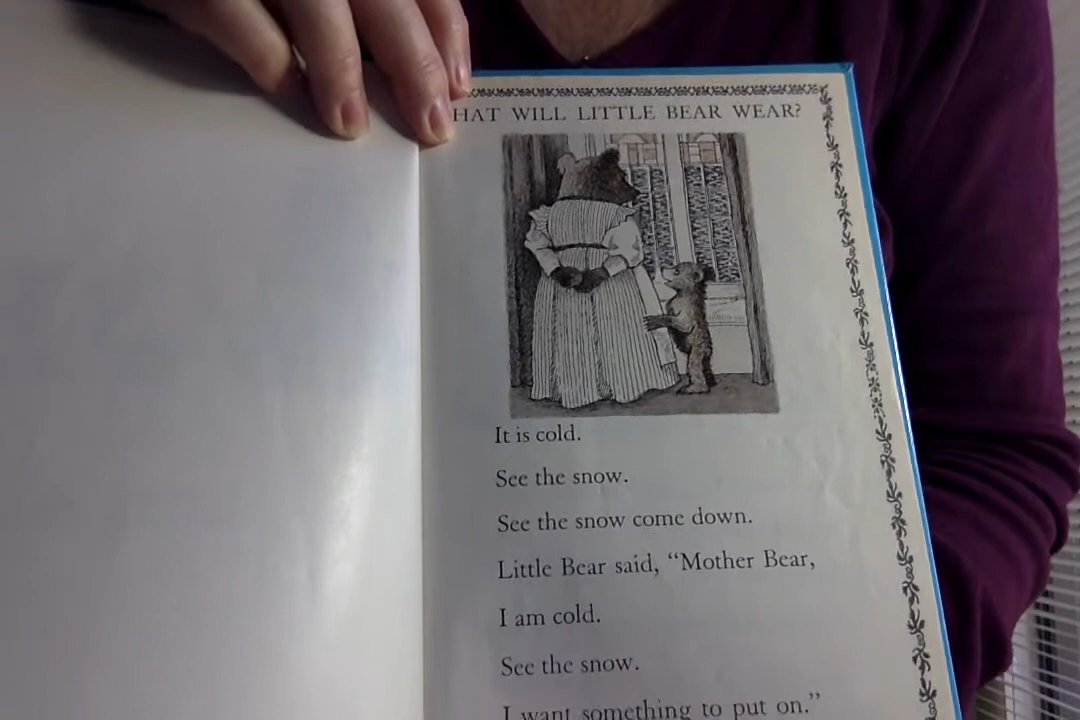 HAT WILL LITTLE BEAR WEAR?
It is cold.
See the snow.
See the snow come down.
Little Bear said, “Mother Bear,
I am cold.
See the snow.
I want something to put on.”